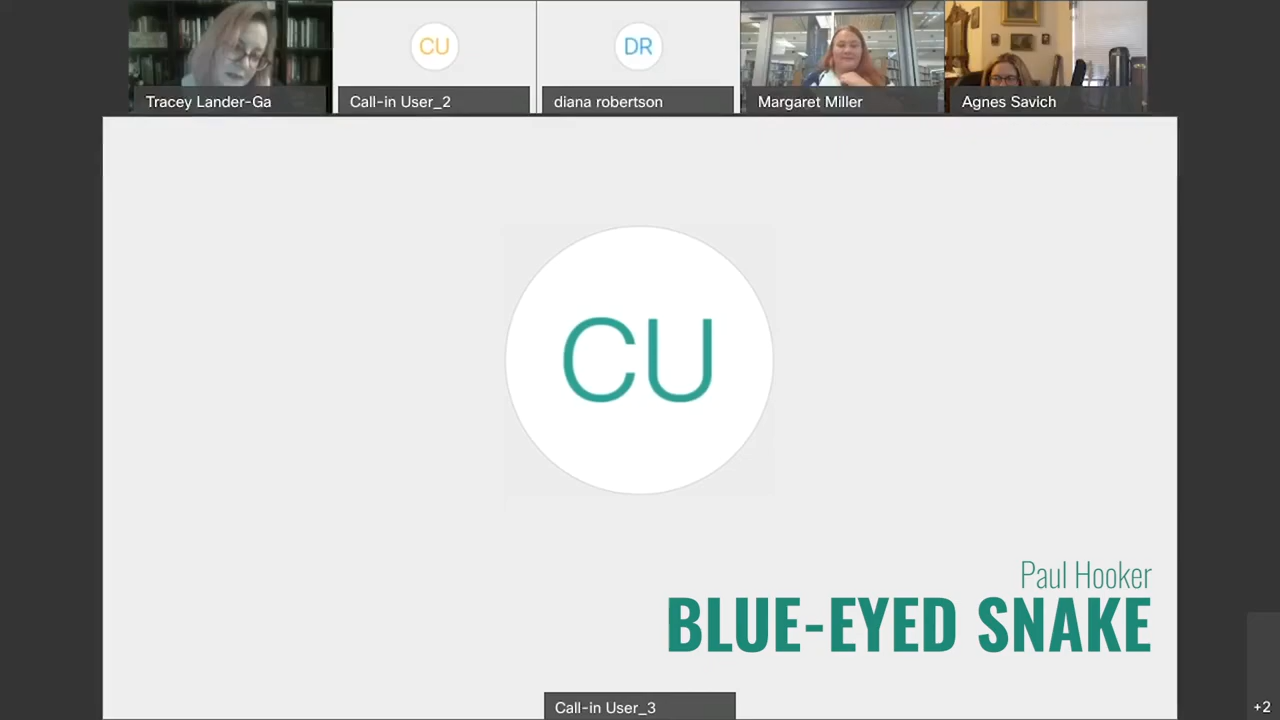 CU
DR
Tracey Lander-Ga
Call-in User_2
diana robertson
Margaret Miller
Agnes Savich
CU
Paul Hooker
BLUE-EYED SNAKE
Call-in User_3
+2